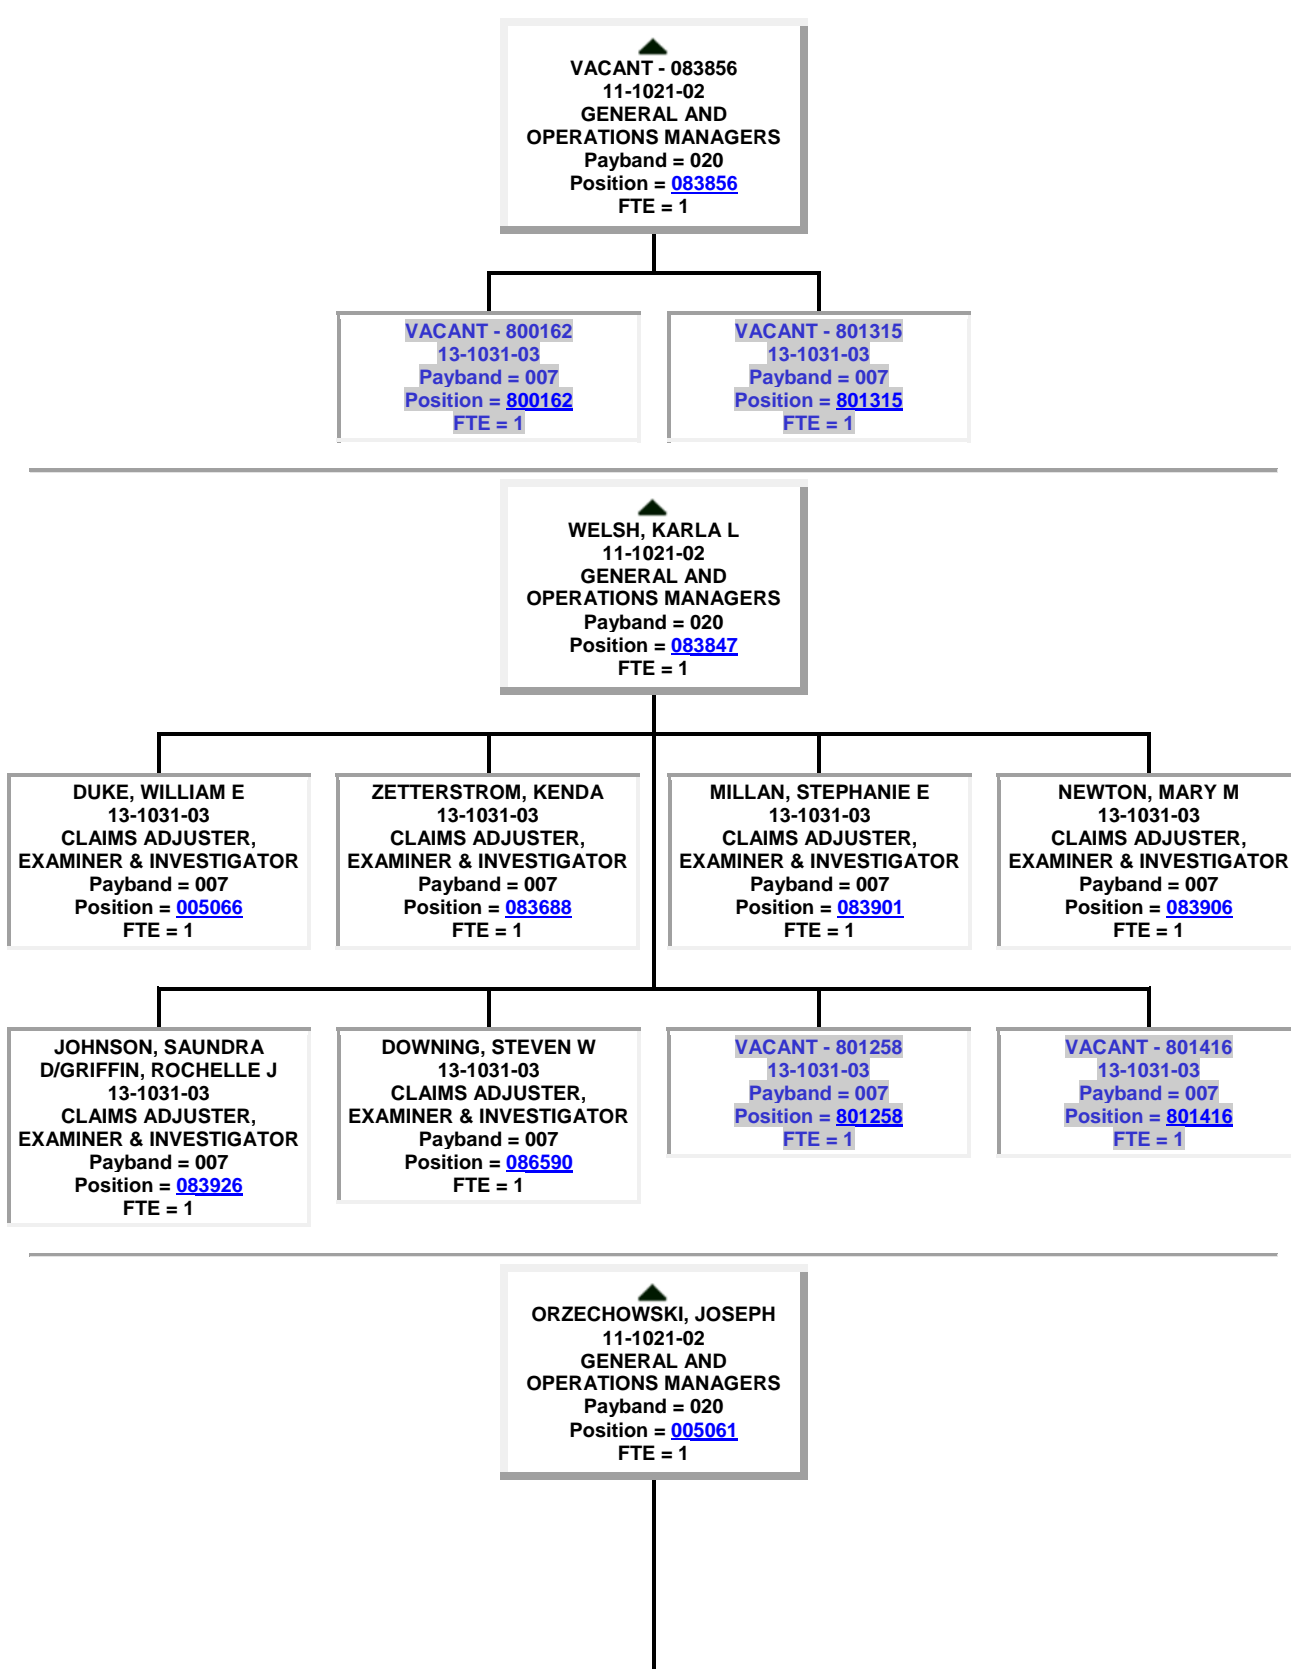 VACANT - 083856
11-1021-02
GENERAL AND
OPERATIONS MANAGERS
Payband = 020
Position = 083856
FTE = 1
VACANT - 800162
13-1031-03
Payband = 007
Position = 800162
FTE = 1
VACANT - 801315
13-1031-03
Payband = 007
Position = 801315
FTE = 1
WELSH, KARLA L
11-1021-02
GENERAL AND
OPERATIONS MANAGERS
Payband = 020
Position = 083847
FTE = 1
DUKE, WILLIAM E
13-1031-03
CLAIMS ADJUSTER,
EXAMINER & INVESTIGATOR
Payband = 007
Position = 005066
FTE = 1
ZETTERSTROM, KENDA
13-1031-03
CLAIMS ADJUSTER,
EXAMINER & INVESTIGATOR
Payband = 007
Position = 083688
FTE = 1
MILLAN, STEPHANIE E
13-1031-03
CLAIMS ADJUSTER,
EXAMINER & INVESTIGATOR
Payband = 007
Position = 083901
FTE = 1
NEWTON, MARY M
13-1031-03
CLAIMS ADJUSTER,
EXAMINER & INVESTIGATOR
Payband = 007
Position = 083906
FTE = 1
JOHNSON, SAUNDRA
D/GRIFFIN, ROCHELLE J
13-1031-03
CLAIMS ADJUSTER,
EXAMINER & INVESTIGATOR
Payband = 007
Position = 083926
FTE = 1
DOWNING, STEVEN W
13-1031-03
CLAIMS ADJUSTER,
EXAMINER & INVESTIGATOR
Payband = 007
Position = 086590
FTE = 1
VACANT - 801258
13-1031-03
Payband = 007
Position = 801258
FTE = 1
VACANT - 801416
13-1031-03
Payband = 007
Position = 801416
FTE = 1
ORZECHOWSKI, JOSEPH
11-1021-02
GENERAL AND
OPERATIONS MANAGERS
Payband = 020
Position = 005061
FTE = 1